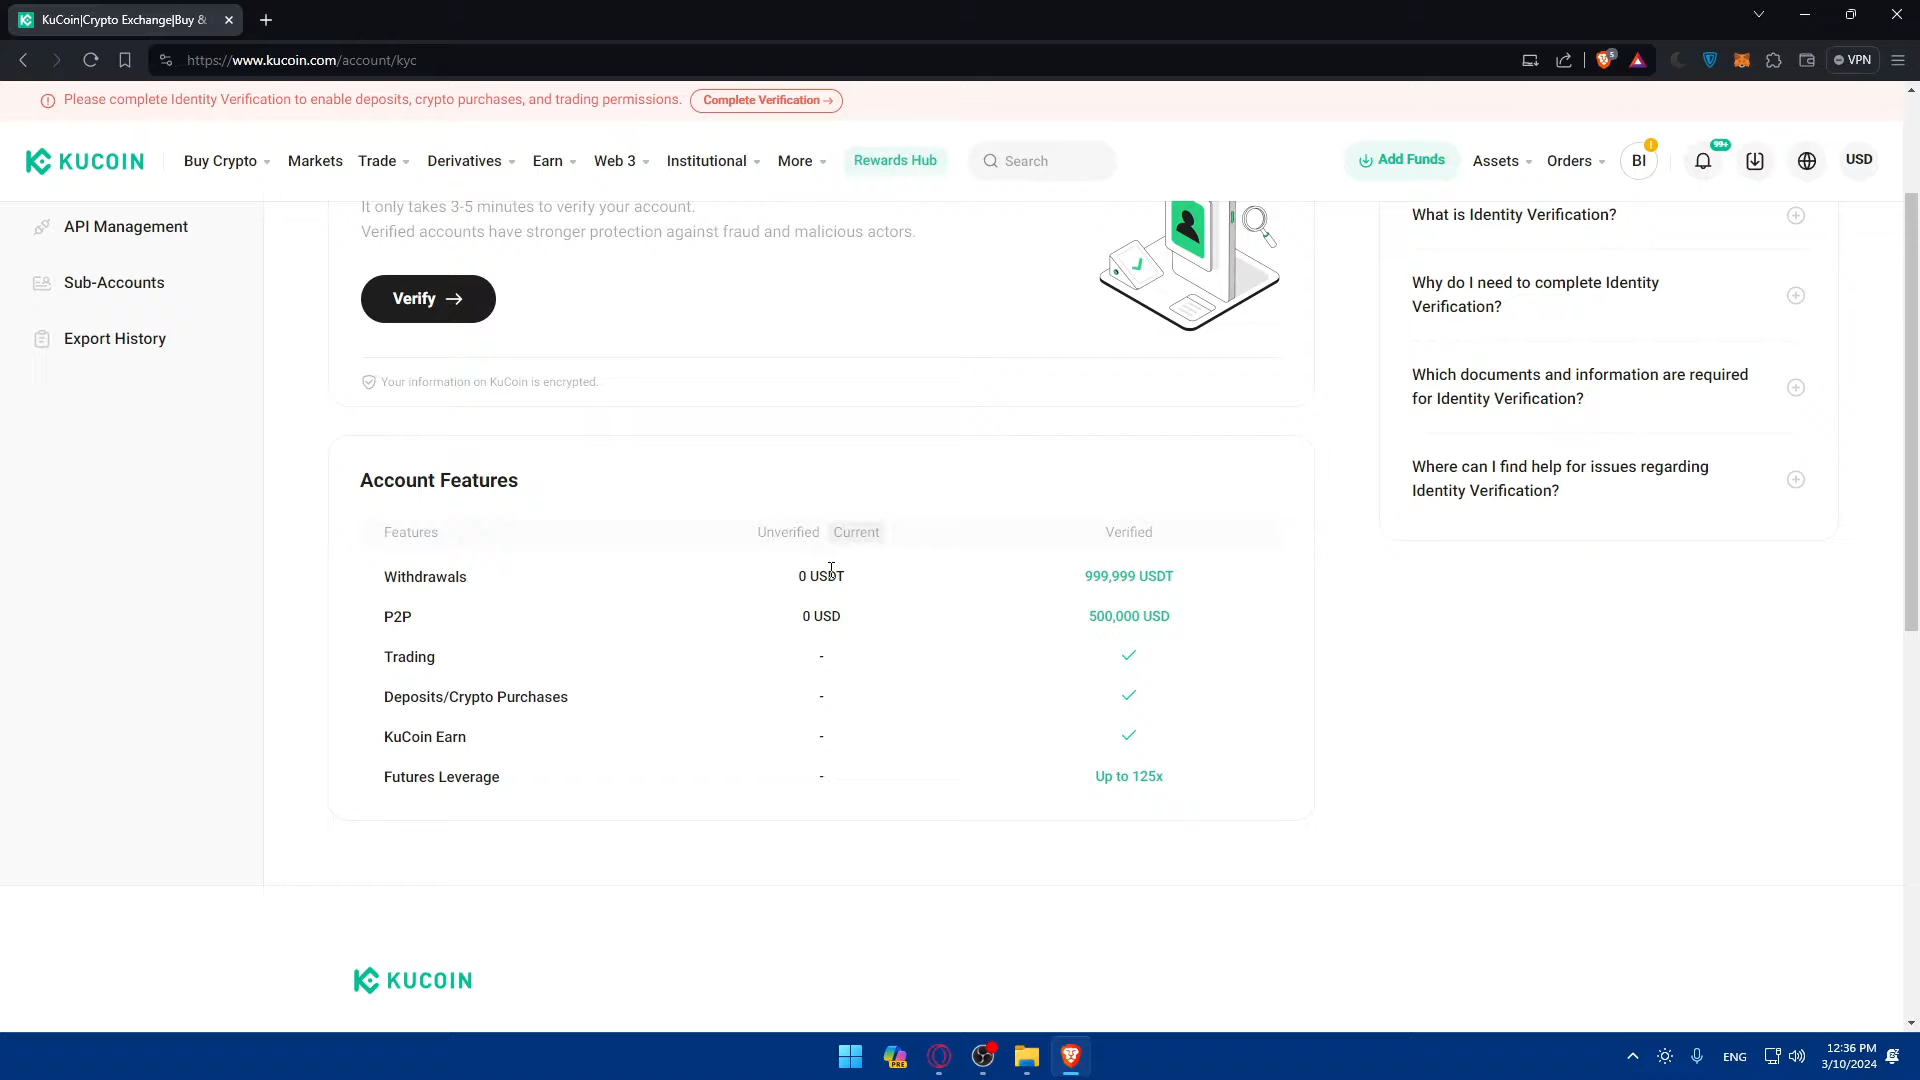 KuCoin|Crypto Exchange|Buy &
https://www.kucoin.com/account/kyc
5
VPN
Please complete Identity Verification to enable deposits, crypto purchases, and trading permissions.
Complete Verification →
KUCOIN
Buy Crypto
Markets
Trade
Derivatives
Earn
Web 3
Institutional
More
Rewards Hub
Search
Add Funds
Assets
Orders
BI
!
99+
USD
API Management
Sub-Accounts
Export History
It only takes 3-5 minutes to verify your account.
Verified accounts have stronger protection against fraud and malicious actors.
Verify →
Your information on KuCoin is encrypted.
Account Features
Features Unverified Current Verified
Withdrawals 0 USDT 999,999 USDT
P2P 0 USD 500,000 USD
Trading -
Deposits/Crypto Purchases -
KuCoin Earn -
Futures Leverage - Up to 125x
What is Identity Verification?
Why do I need to complete Identity
Verification?
Which documents and information are required
for Identity Verification?
Where can I find help for issues regarding
Identity Verification?
KUCOIN
PRE
ENG
12:36 PM
3/10/2024